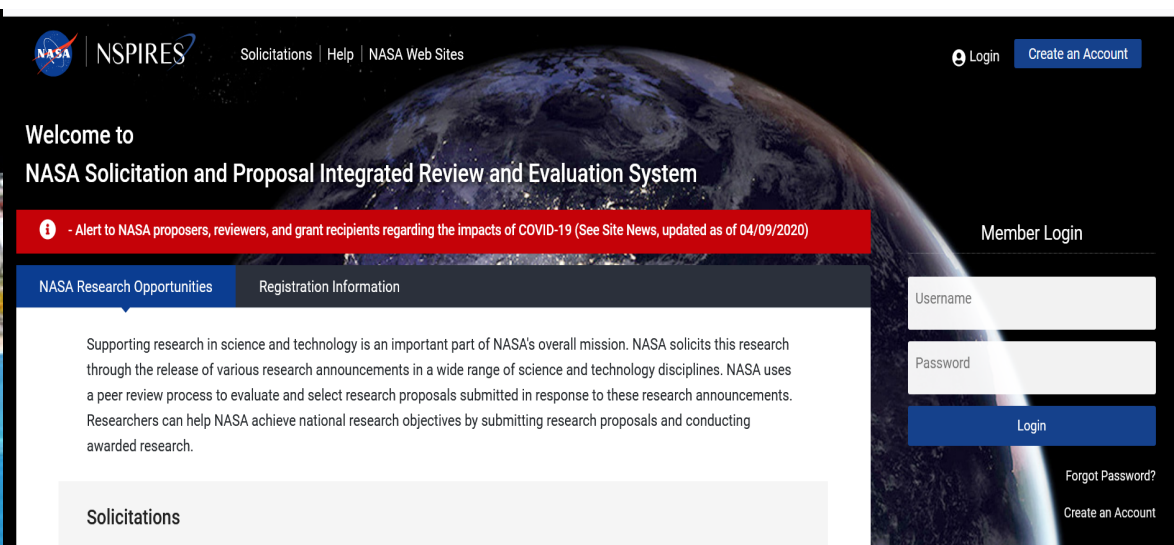 NASA | NSPIRES
Solicitations | Help | NASA Web Sites
Login
Create an Account
Welcome to
NASA Solicitation and Proposal Integrated Review and Evaluation System
- Alert to NASA proposers, reviewers, and grant recipients regarding the impacts of COVID-19 (See Site News, updated as of 04/09/2020)
NASA Research Opportunities
Registration Information
Supporting research in science and technology is an important part of NASA's overall mission. NASA solicits this research
through the release of various research announcements in a wide range of science and technology disciplines. NASA uses
a peer review process to evaluate and select research proposals submitted in response to these research announcements.
Researchers can help NASA achieve national research objectives by submitting research proposals and conducting
awarded research.
Solicitations
Member Login
Username
Password
Login
Forgot Password?
Create an Account